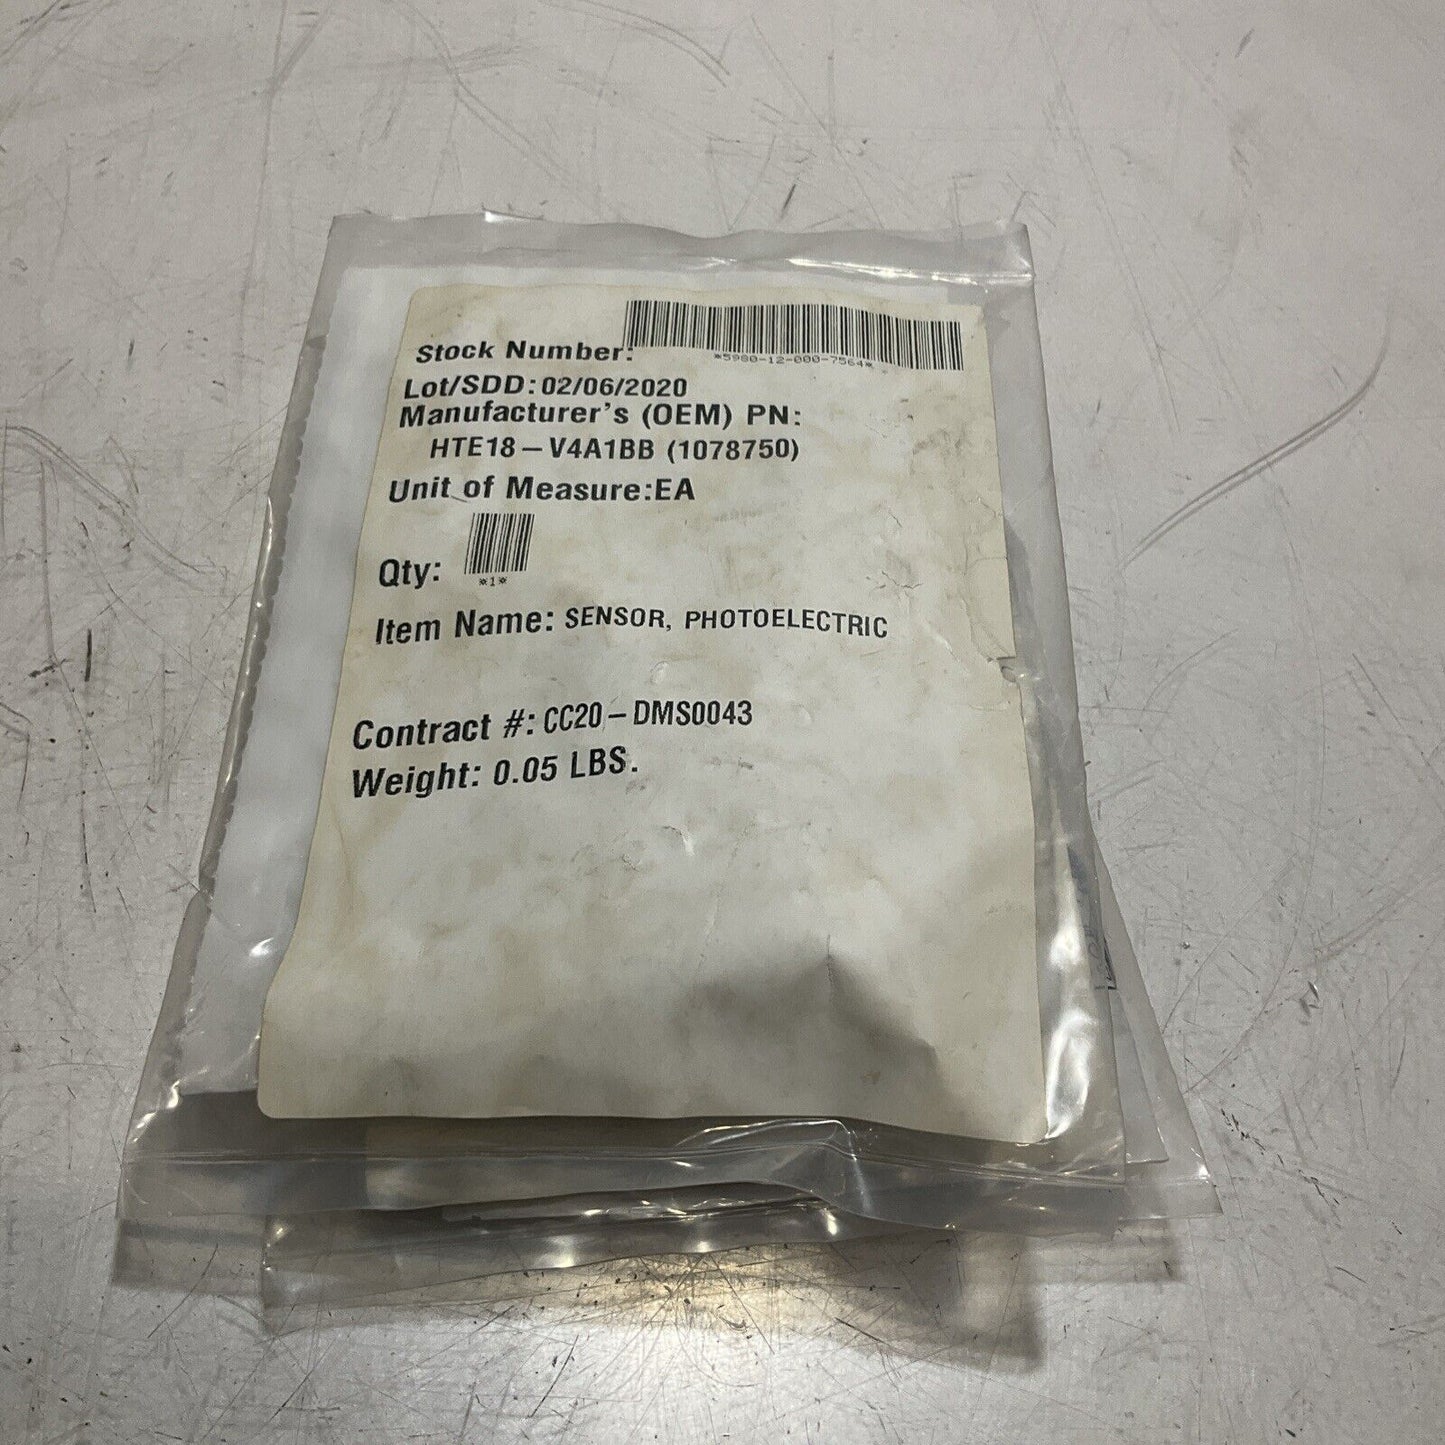 Stock Number:
*5980-12-000-7564*
Lot/SDD: 02/06/2020
Manufacturer's (OEM) PN:
HTE18-V4A1BB (1078750)
Unit of Measure:EA
Qty:
*1*
Item Name: SENSOR, PHOTOELECTRIC
Contract #: CC20-DMS0043
Weight: 0.05 LBS.